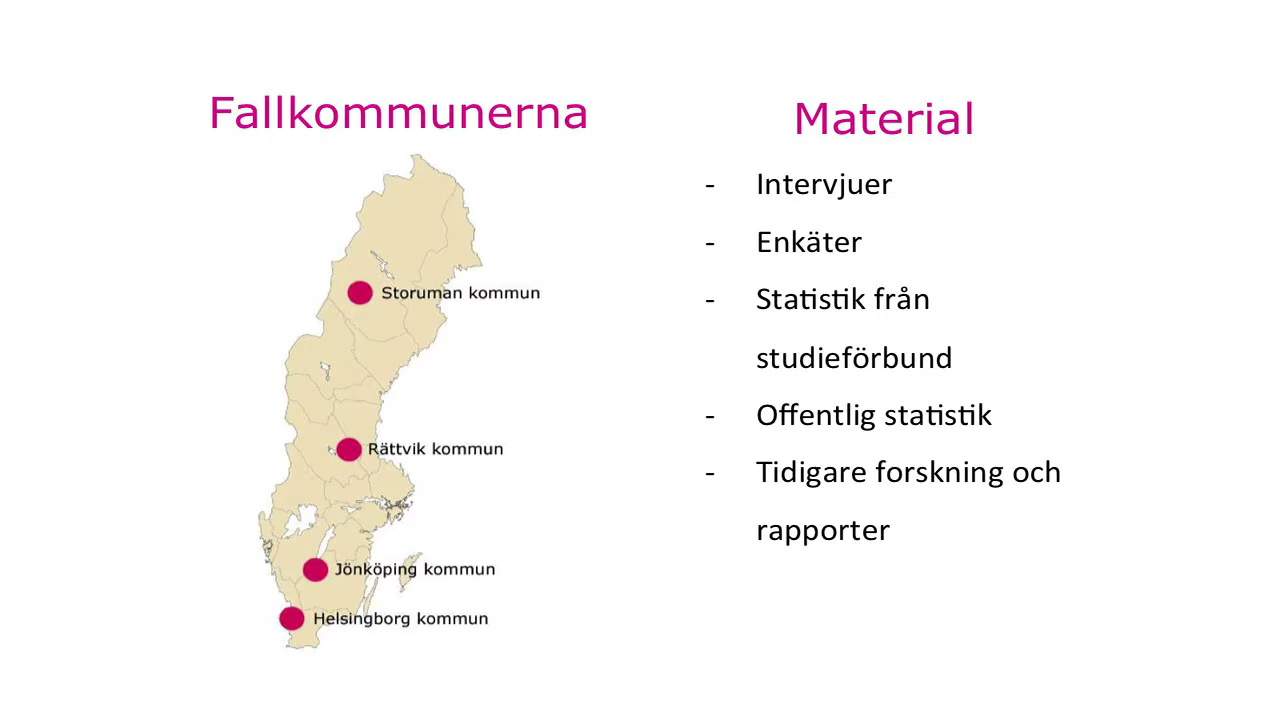 Fallkommunerna
Storuman kommun
Rättvik kommun
Jönköping kommun
Helsingborg kommun
Material
- Intervjuer
- Enkäter
- Statistik från
studieförbund
- Offentlig statistik
- Tidigare forskning och
rapporter